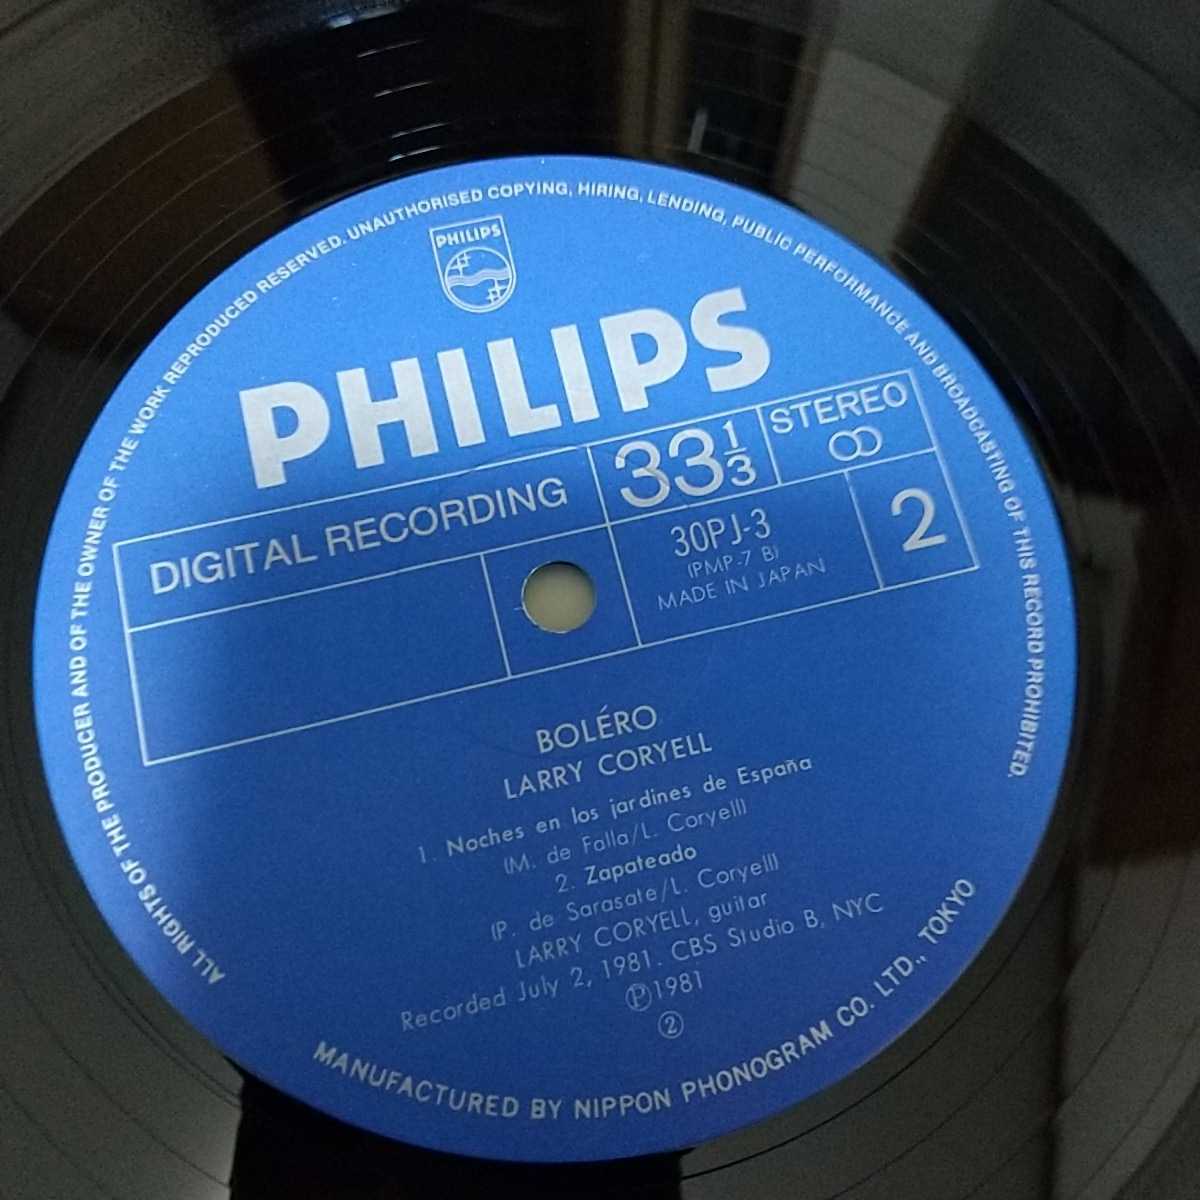 ALL RIGHTS OF THE PRODUCER AND OF THE OWNER OF THE WORK REPRODUCED RESERVED. UNAUTHORISED COPYING, HIRING, LENDING, PUBLIC PERFORMANCE AND BROADCASTING OF THIS RECORD PROHIBITED.
PHILIPS
PHILIPS
DIGITAL RECORDING
33 1/3
STEREO
30PJ-3
(PMP-7 B)
MADE IN JAPAN
2
BOLÉRO
LARRY CORYELL
1. Noches en los jardines de España
(M. de Falla/L. Coryell)
2. Zapateado
(P. de Sarasate/L. Coryell)
LARRY CORYELL, guitar
Recorded July 2, 1981. CBS Studio B, NYC
Ⓟ1981
②
MANUFACTURED BY NIPPON PHONOGRAM CO. LTD., TOKYO